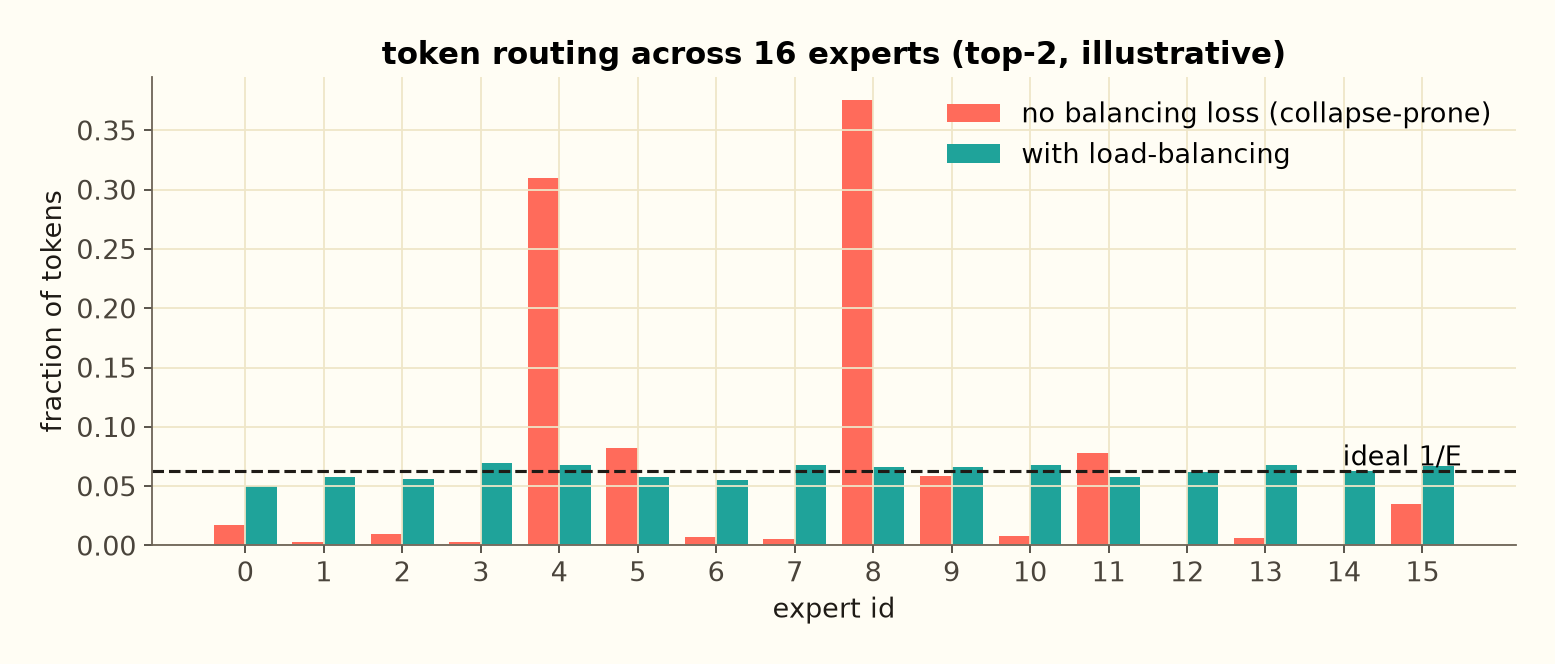 token routing across 16 experts (top-2, illustrative)
no balancing loss (collapse-prone)
with load-balancing
fraction of tokens
0.35
0.30
0.25
0.20
0.15
0.10
0.05
0.00
ideal 1/E
0 1 2 3 4 5 6 7 8 9 10 11 12 13 14 15
expert id